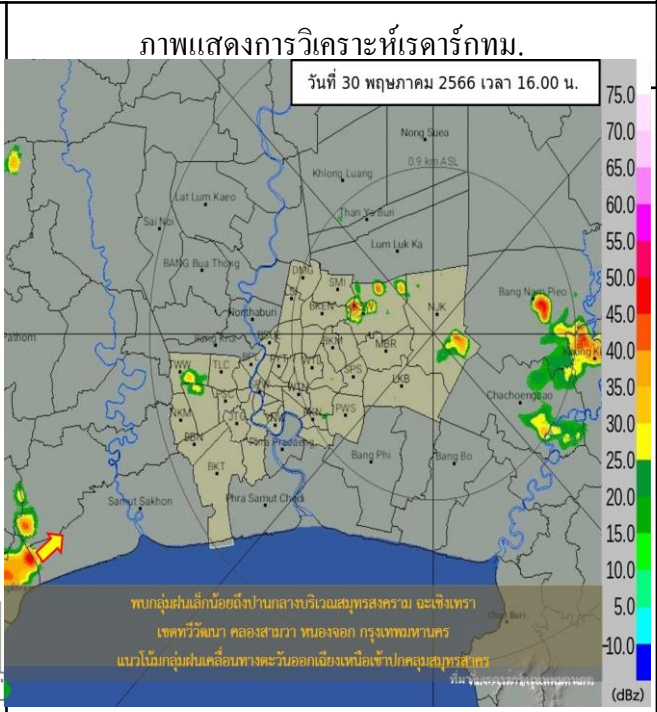 ภาพแสดงการวิเคราะห์เรดาร์กทม.
วันที่ 30 พฤษภาคม 2566 เวลา 16.00 น.
75.0
70.0
65.0
60.0
55.0
50.0
45.0
40.0
35.0
30.0
25.0
20.0
15.0
10.0
5.0
-10.0
(dBz)
Nong Suea
0.9 km ASL
Khlong Luang
Lat Lum Kaeo
Than Ya Buri
Sai Noi
Lum Luk Ka
BANG Bua Thong
DMG
SMI
BKEN
NJK
Bang Nam Pieo
Nonthaburi
Pathom
MBR
TWW
TLC
SPS
LKB
Chachoengsao
NKM
PWS
BBN
Phra Pradaeng
BKT
Bang Phi
Bang Bo
Samut Sakhon
Phra Samut Chedi
พบกลุ่มฝนเล็กน้อยถึงปานกลางบริเวณสมุทรสงคราม ฉะเชิงเทรา
เขตทวีวัฒนา คลองสามวา หนองจอก กรุงเทพมหานคร
แนวโน้มกลุ่มฝนเคลื่อนทางตะวันออกเฉียงเหนือเข้าปกคลุมสมุทรสาคร